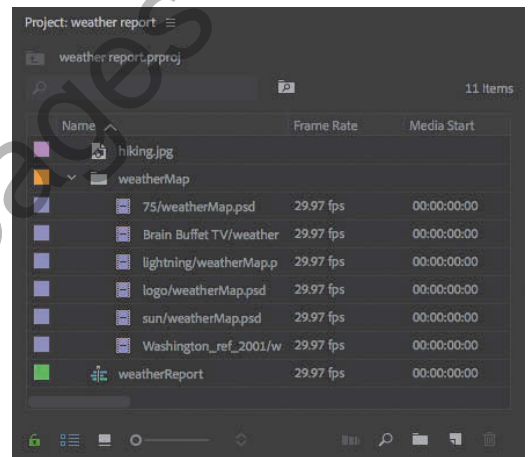 Project: weather report
weather report.prproj
11 Items
Name Frame Rate Media Start
hiking.jpg
weatherMap
75/weatherMap.psd 29.97 fps 00:00:00:00
Brain Buffet TV/weather 29.97 fps 00:00:00:00
lightning/weatherMap.p 29.97 fps 00:00:00:00
logo/weatherMap.psd 29.97 fps 00:00:00:00
sun/weatherMap.psd 29.97 fps 00:00:00:00
Washington_ref_2001/w 29.97 fps 00:00:00:00
weatherReport 29.97 fps 00:00:00:00
ages